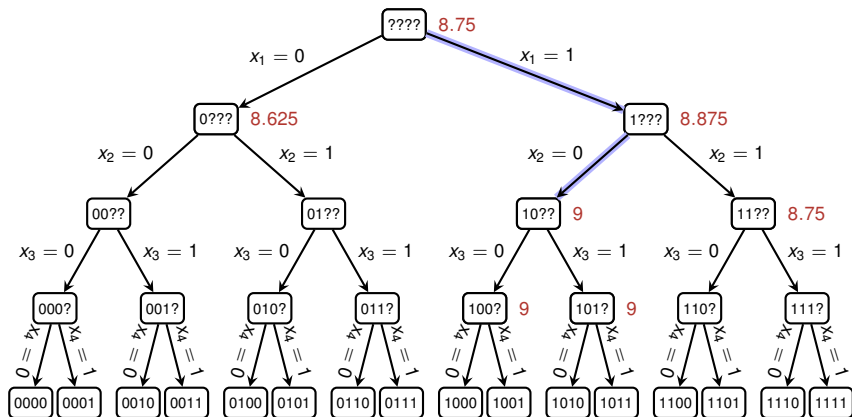 ???? 8.75
x₁ = 0 x₁ = 1
0??? 8.625 1??? 8.875
x₂ = 0 x₂ = 1 x₂ = 0 x₂ = 1
00?? 01?? 10?? 9 11?? 8.75
x₃ = 0 x₃ = 1 x₃ = 0 x₃ = 1 x₃ = 0 x₃ = 1 x₃ = 0 x₃ = 1
000? 001? 010? 011? 100? 9 101? 9 110? 111?
x₄ = 0 x₄ = 1 x₄ = 0 x₄ = 1 x₄ = 0 x₄ = 1 x₄ = 0 x₄ = 1 x₄ = 0 x₄ = 1 x₄ = 0 x₄ = 1 x₄ = 0 x₄ = 1 x₄ = 0 x₄ = 1
0000 0001 0010 0011 0100 0101 0110 0111 1000 1001 1010 1011 1100 1101 1110 1111